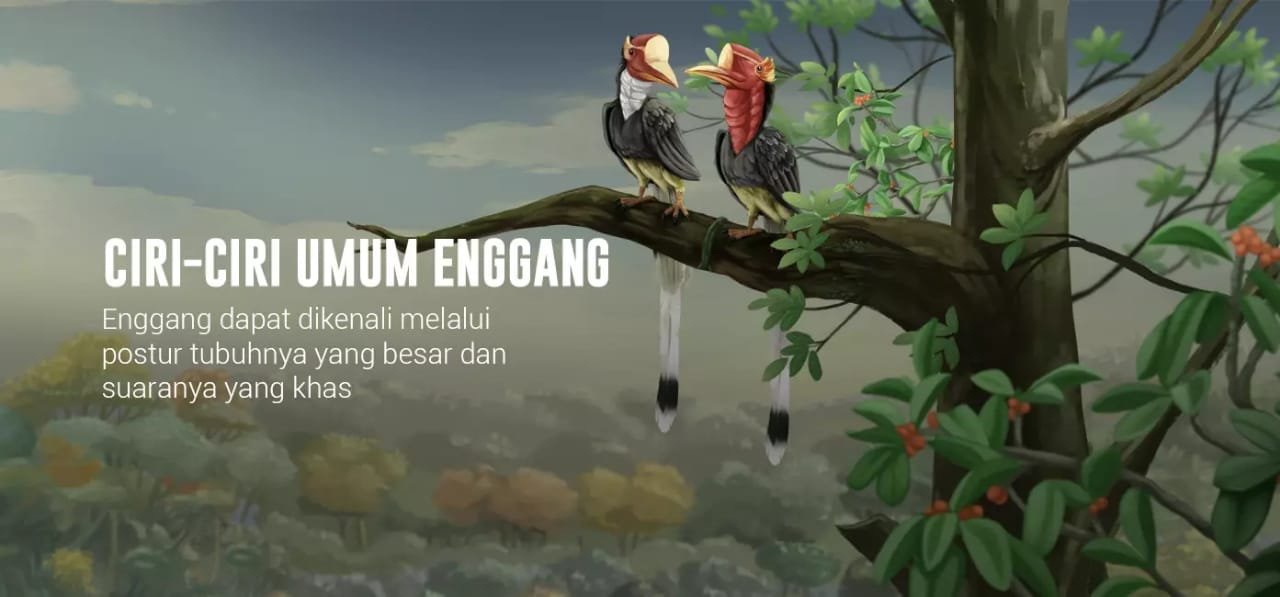 CIRI-CIRI UMUM ENGGANG
Enggang dapat dikenali melalui
postur tubuhnya yang besar dan
suaranya yang khas